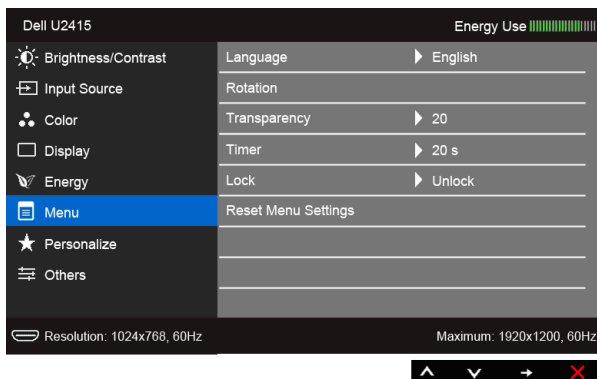 Dell U2415
Energy Use
Brightness/Contrast
Input Source
Color
Display
Energy
Menu
Personalize
Others
Language English
Rotation
Transparency 20
Timer 20 s
Lock Unlock
Reset Menu Settings
Resolution: 1024x768, 60Hz
Maximum: 1920x1200, 60Hz